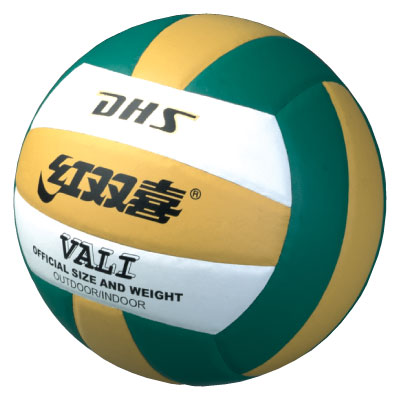 DHS
红双喜®
VALI
OFFICIAL SIZE AND WEIGHT
OUTDOOR/INDOOR